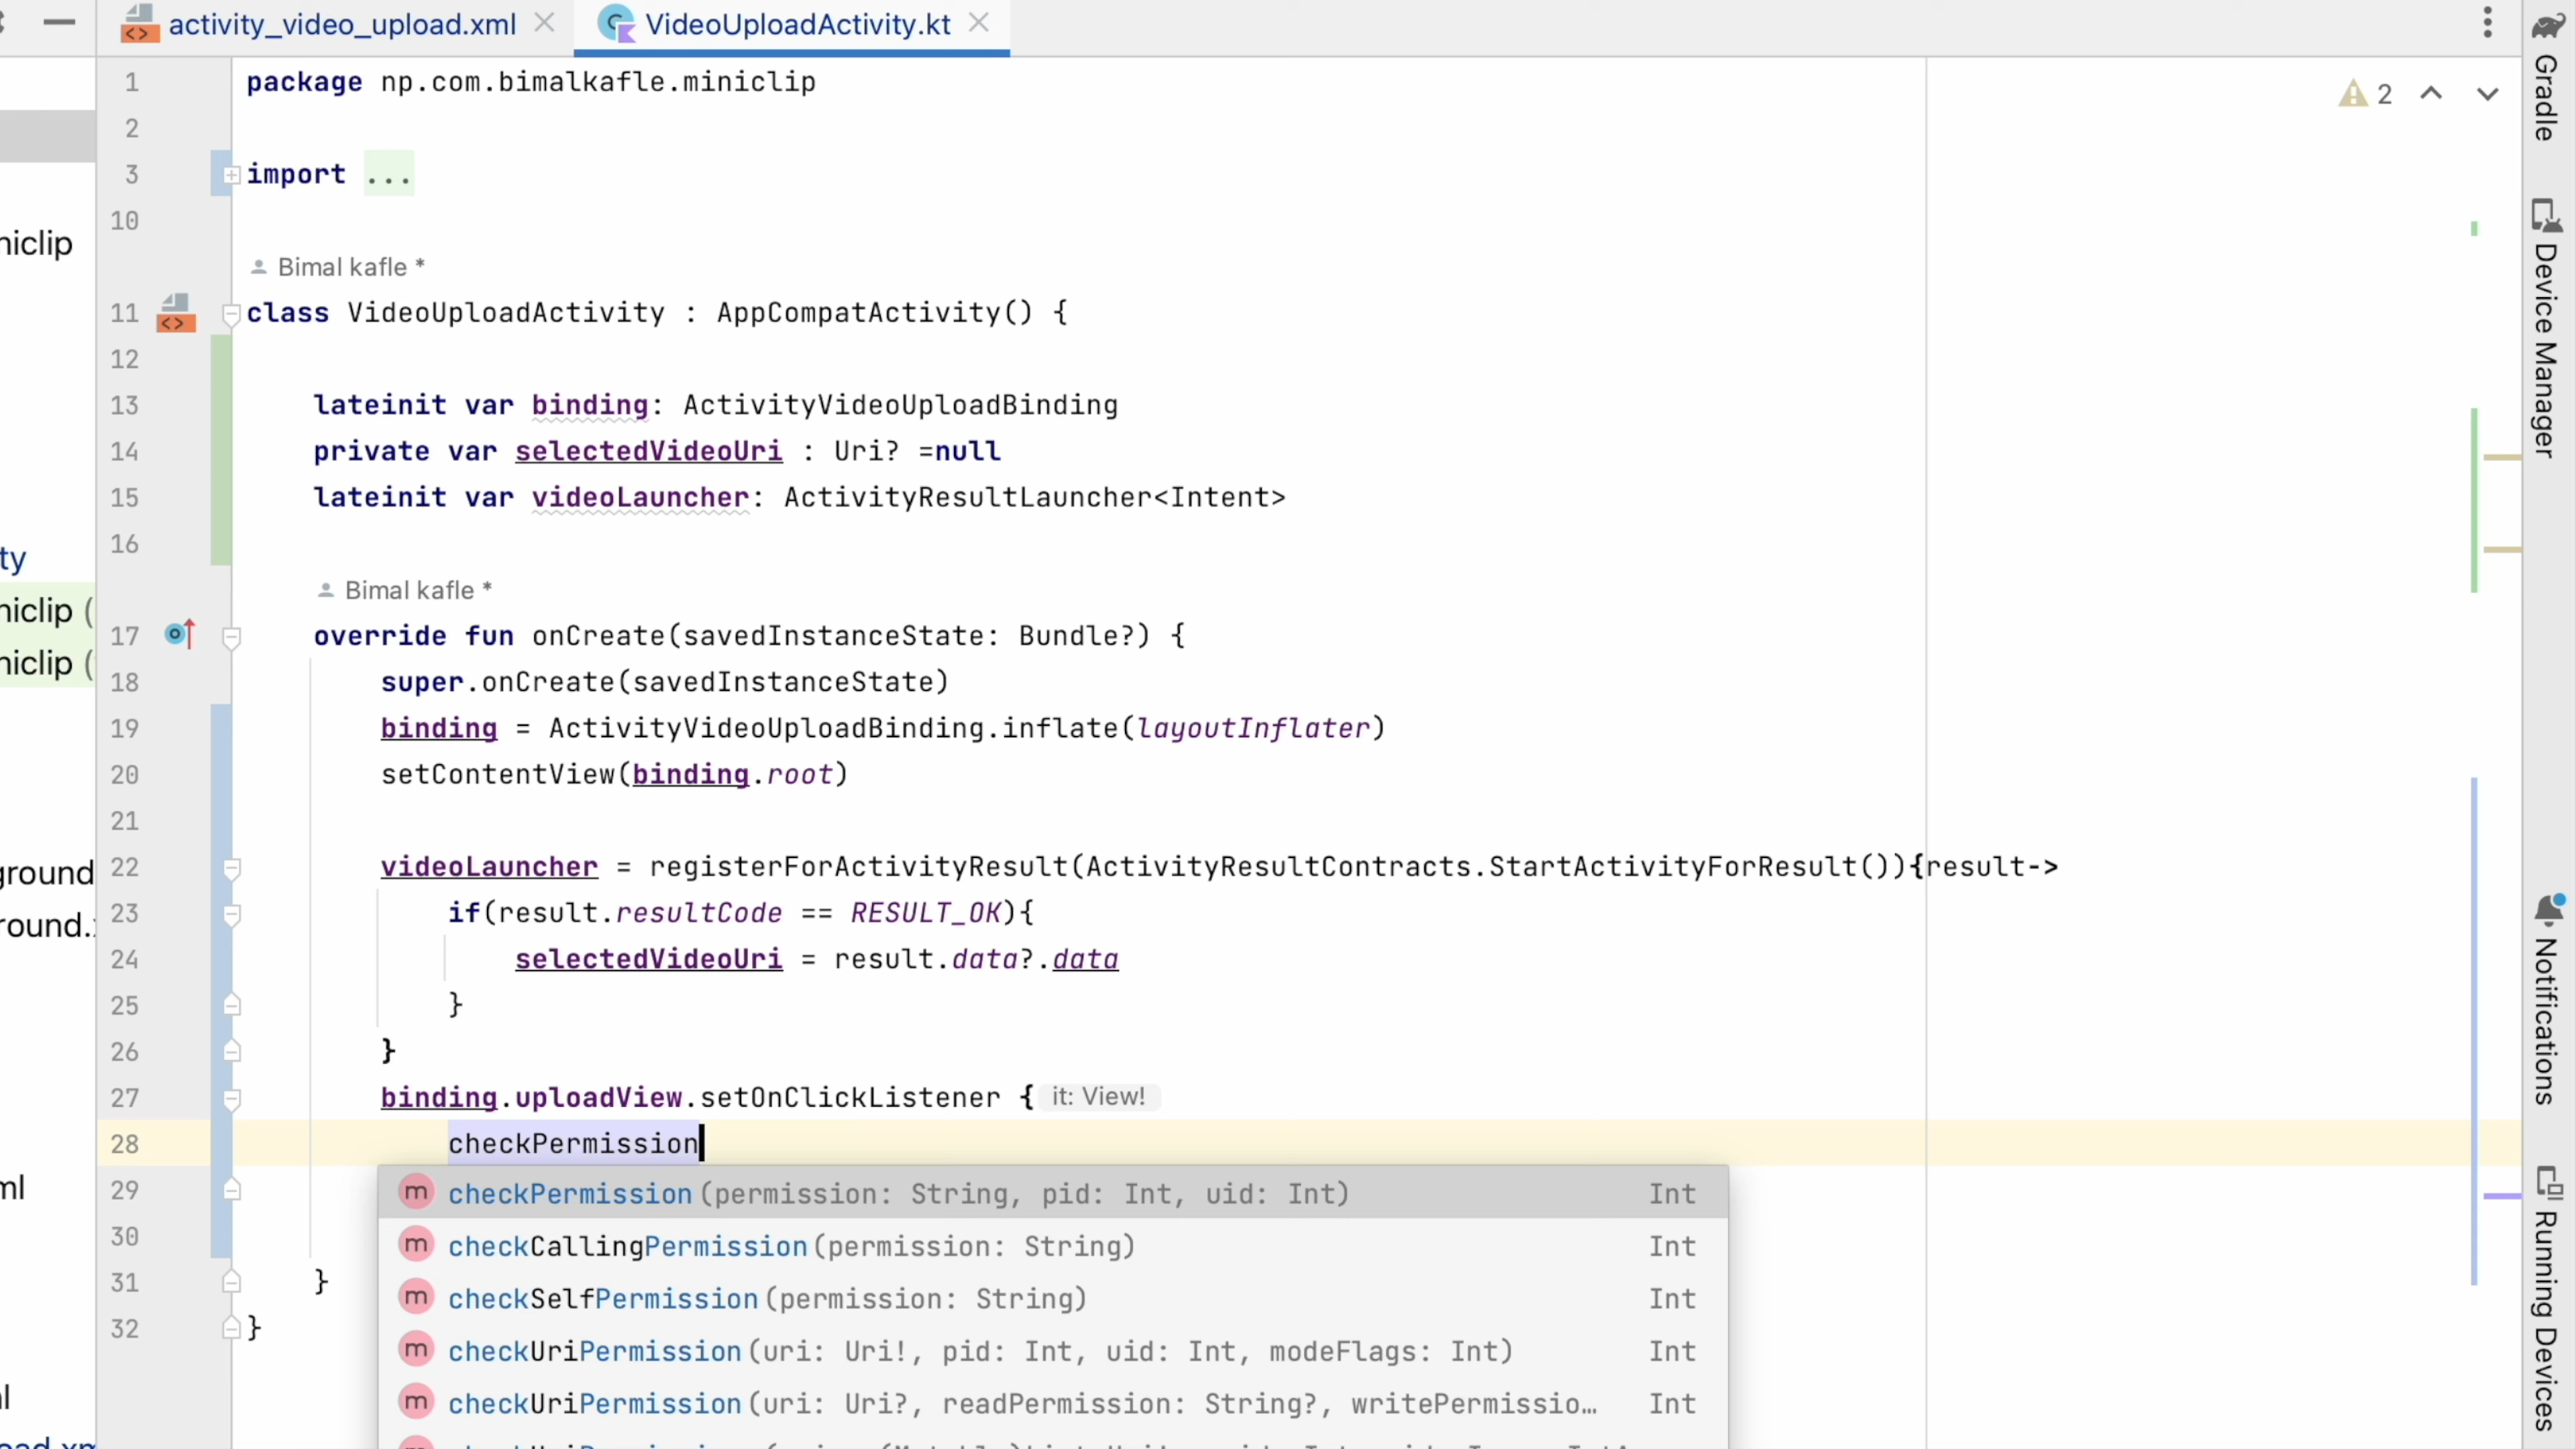 activity_video_upload.xml
VideoUploadActivity.kt
1 package np.com.bimalkafle.miniclip
2
3 import ...
10
Bimal kafle *
11 class VideoUploadActivity : AppCompatActivity() {
12
13 lateinit var binding: ActivityVideoUploadBinding
14 private var selectedVideoUri : Uri? =null
15 lateinit var videoLauncher: ActivityResultLauncher<Intent>
16
Bimal kafle *
17 override fun onCreate(savedInstanceState: Bundle?) {
18 super.onCreate(savedInstanceState)
19 binding = ActivityVideoUploadBinding.inflate(layoutInflater)
20 setContentView(binding.root)
21
22 videoLauncher = registerForActivityResult(ActivityResultContracts.StartActivityForResult()){result->
23 if(result.resultCode == RESULT_OK){
24 selectedVideoUri = result.data?.data
25 }
26 }
27 binding.uploadView.setOnClickListener { it: View!
28 checkPermission
29
30
31 }
32 }
m checkPermission(permission: String, pid: Int, uid: Int) Int
m checkCallingPermission(permission: String) Int
m checkSelfPermission(permission: String) Int
m checkUriPermission(uri: Uri!, pid: Int, uid: Int, modeFlags: Int) Int
m checkUriPermission(uri: Uri?, readPermission: String?, writePermissio... Int
niclip
ty
niclip (
niclip (
ground
round.
ml
2
Gradle
Device Manager
Notifications
Running Devices